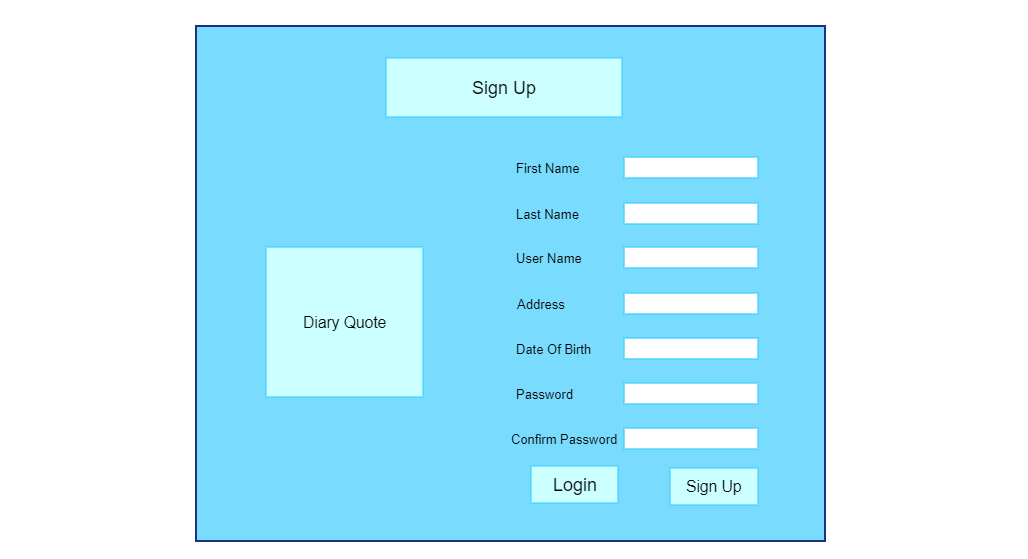 Sign Up
First Name
Last Name
User Name
Address
Diary Quote
Date Of Birth
Password
Confirm Password
Login
Sign Up